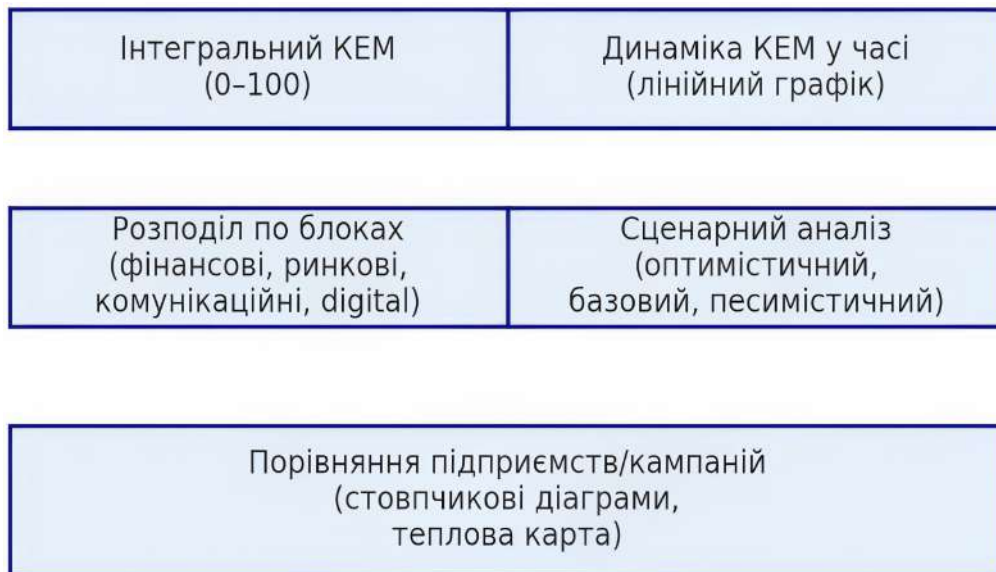 Інтегральний КЕМ
(0–100)
Динаміка КЕМ у часі
(лінійний графік)
Розподіл по блоках
(фінансові, ринкові,
комунікаційні, digital)
Сценарний аналіз
(оптимістичний,
базовий, песимістичний)
Порівняння підприємств/кампаній
(стовпчикові діаграми,
теплова карта)